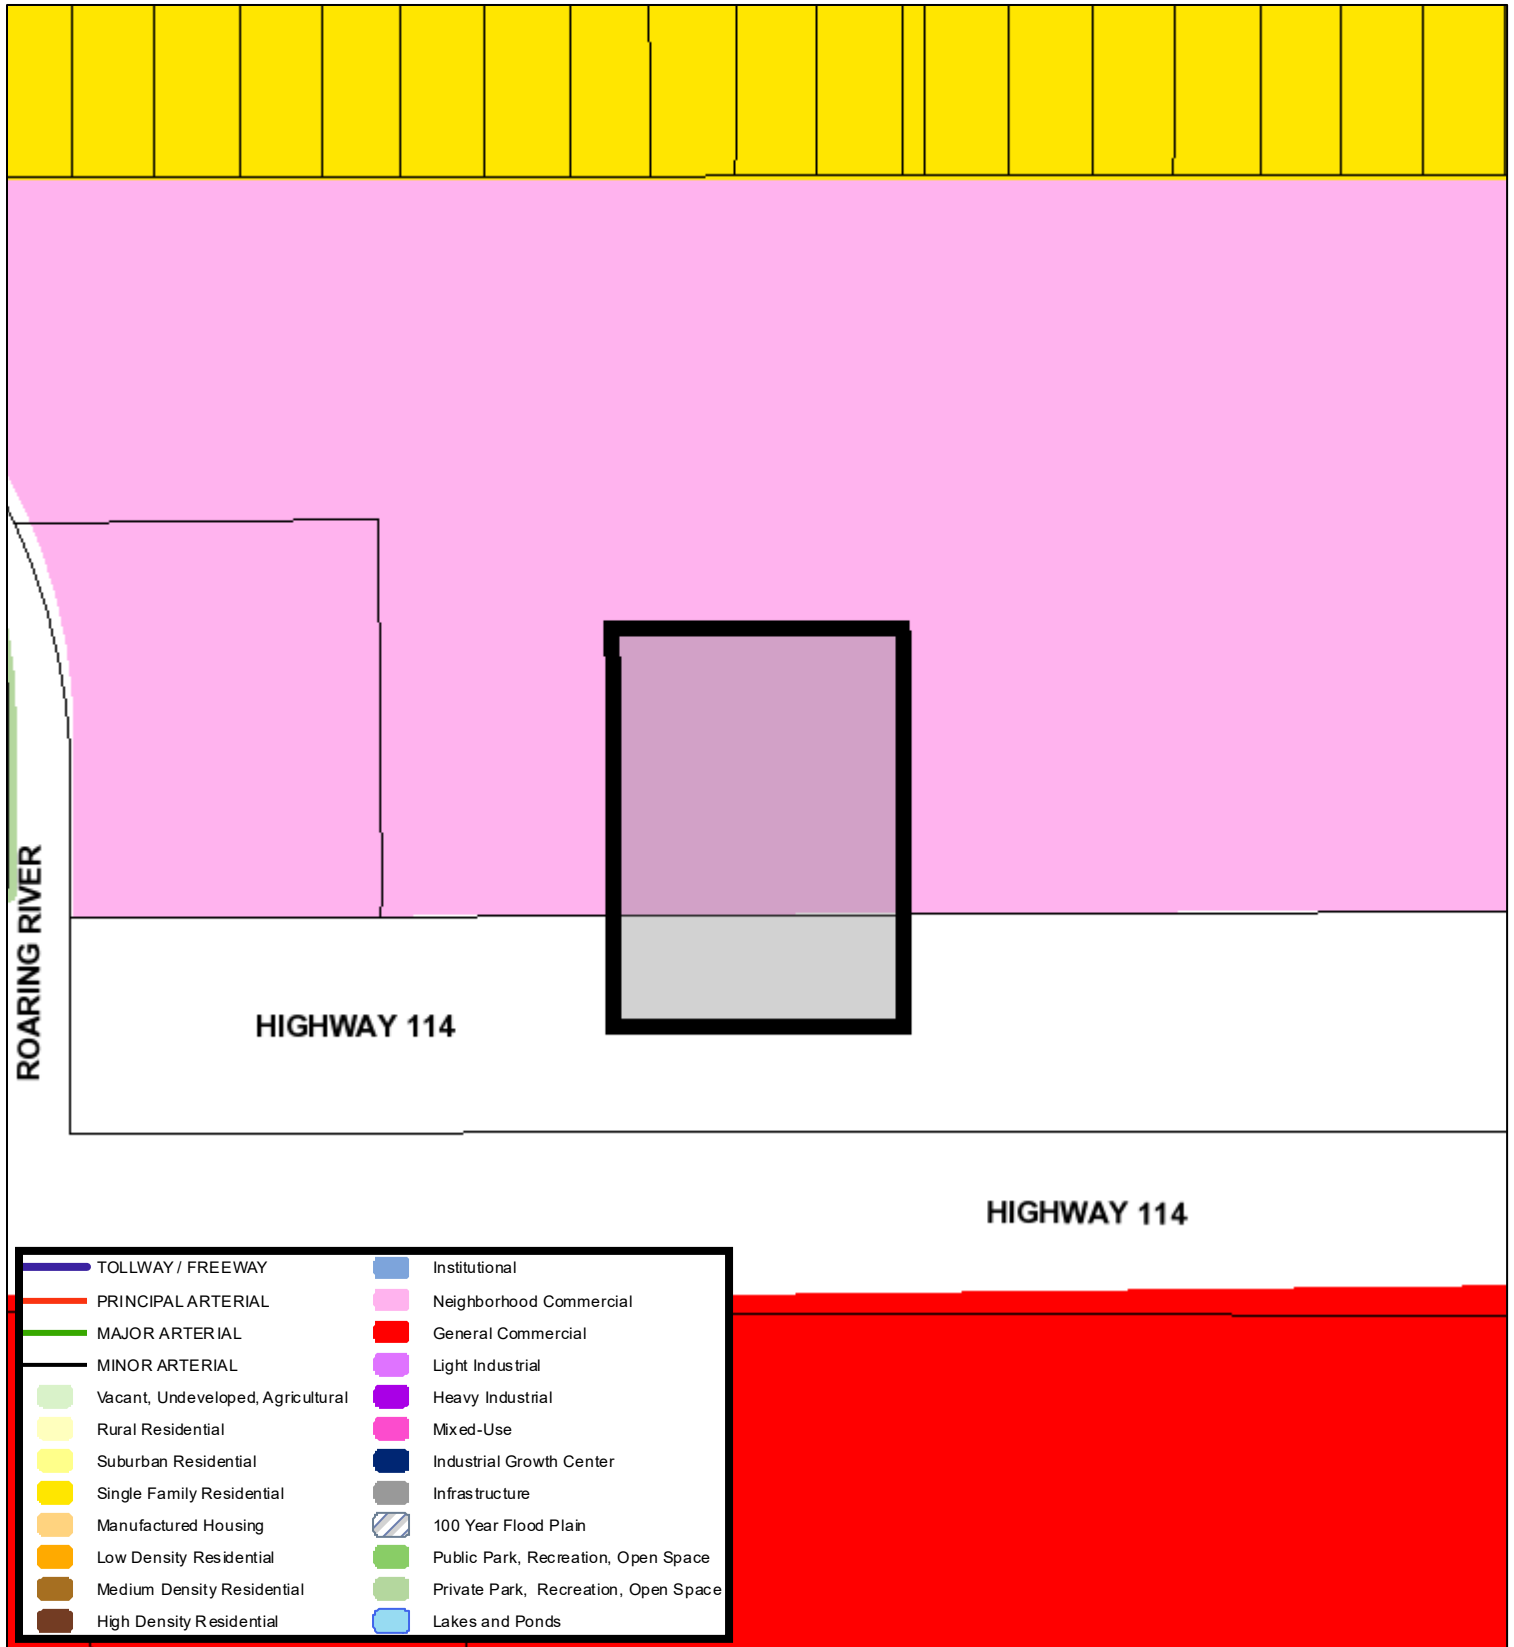 ROARING RIVER
HIGHWAY 114
HIGHWAY 114
TOLLWAY / FREEWAY
PRINCIPAL ARTERIAL
MAJOR ARTERIAL
MINOR ARTERIAL
Vacant, Undeveloped, Agricultural
Rural Residential
Suburban Residential
Single Family Residential
Manufactured Housing
Low Density Residential
Medium Density Residential
High Density Residential
Institutional
Neighborhood Commercial
General Commercial
Light Industrial
Heavy Industrial
Mixed-Use
Industrial Growth Center
Infrastructure
100 Year Flood Plain
Public Park, Recreation, Open Space
Private Park, Recreation, Open Space
Lakes and Ponds